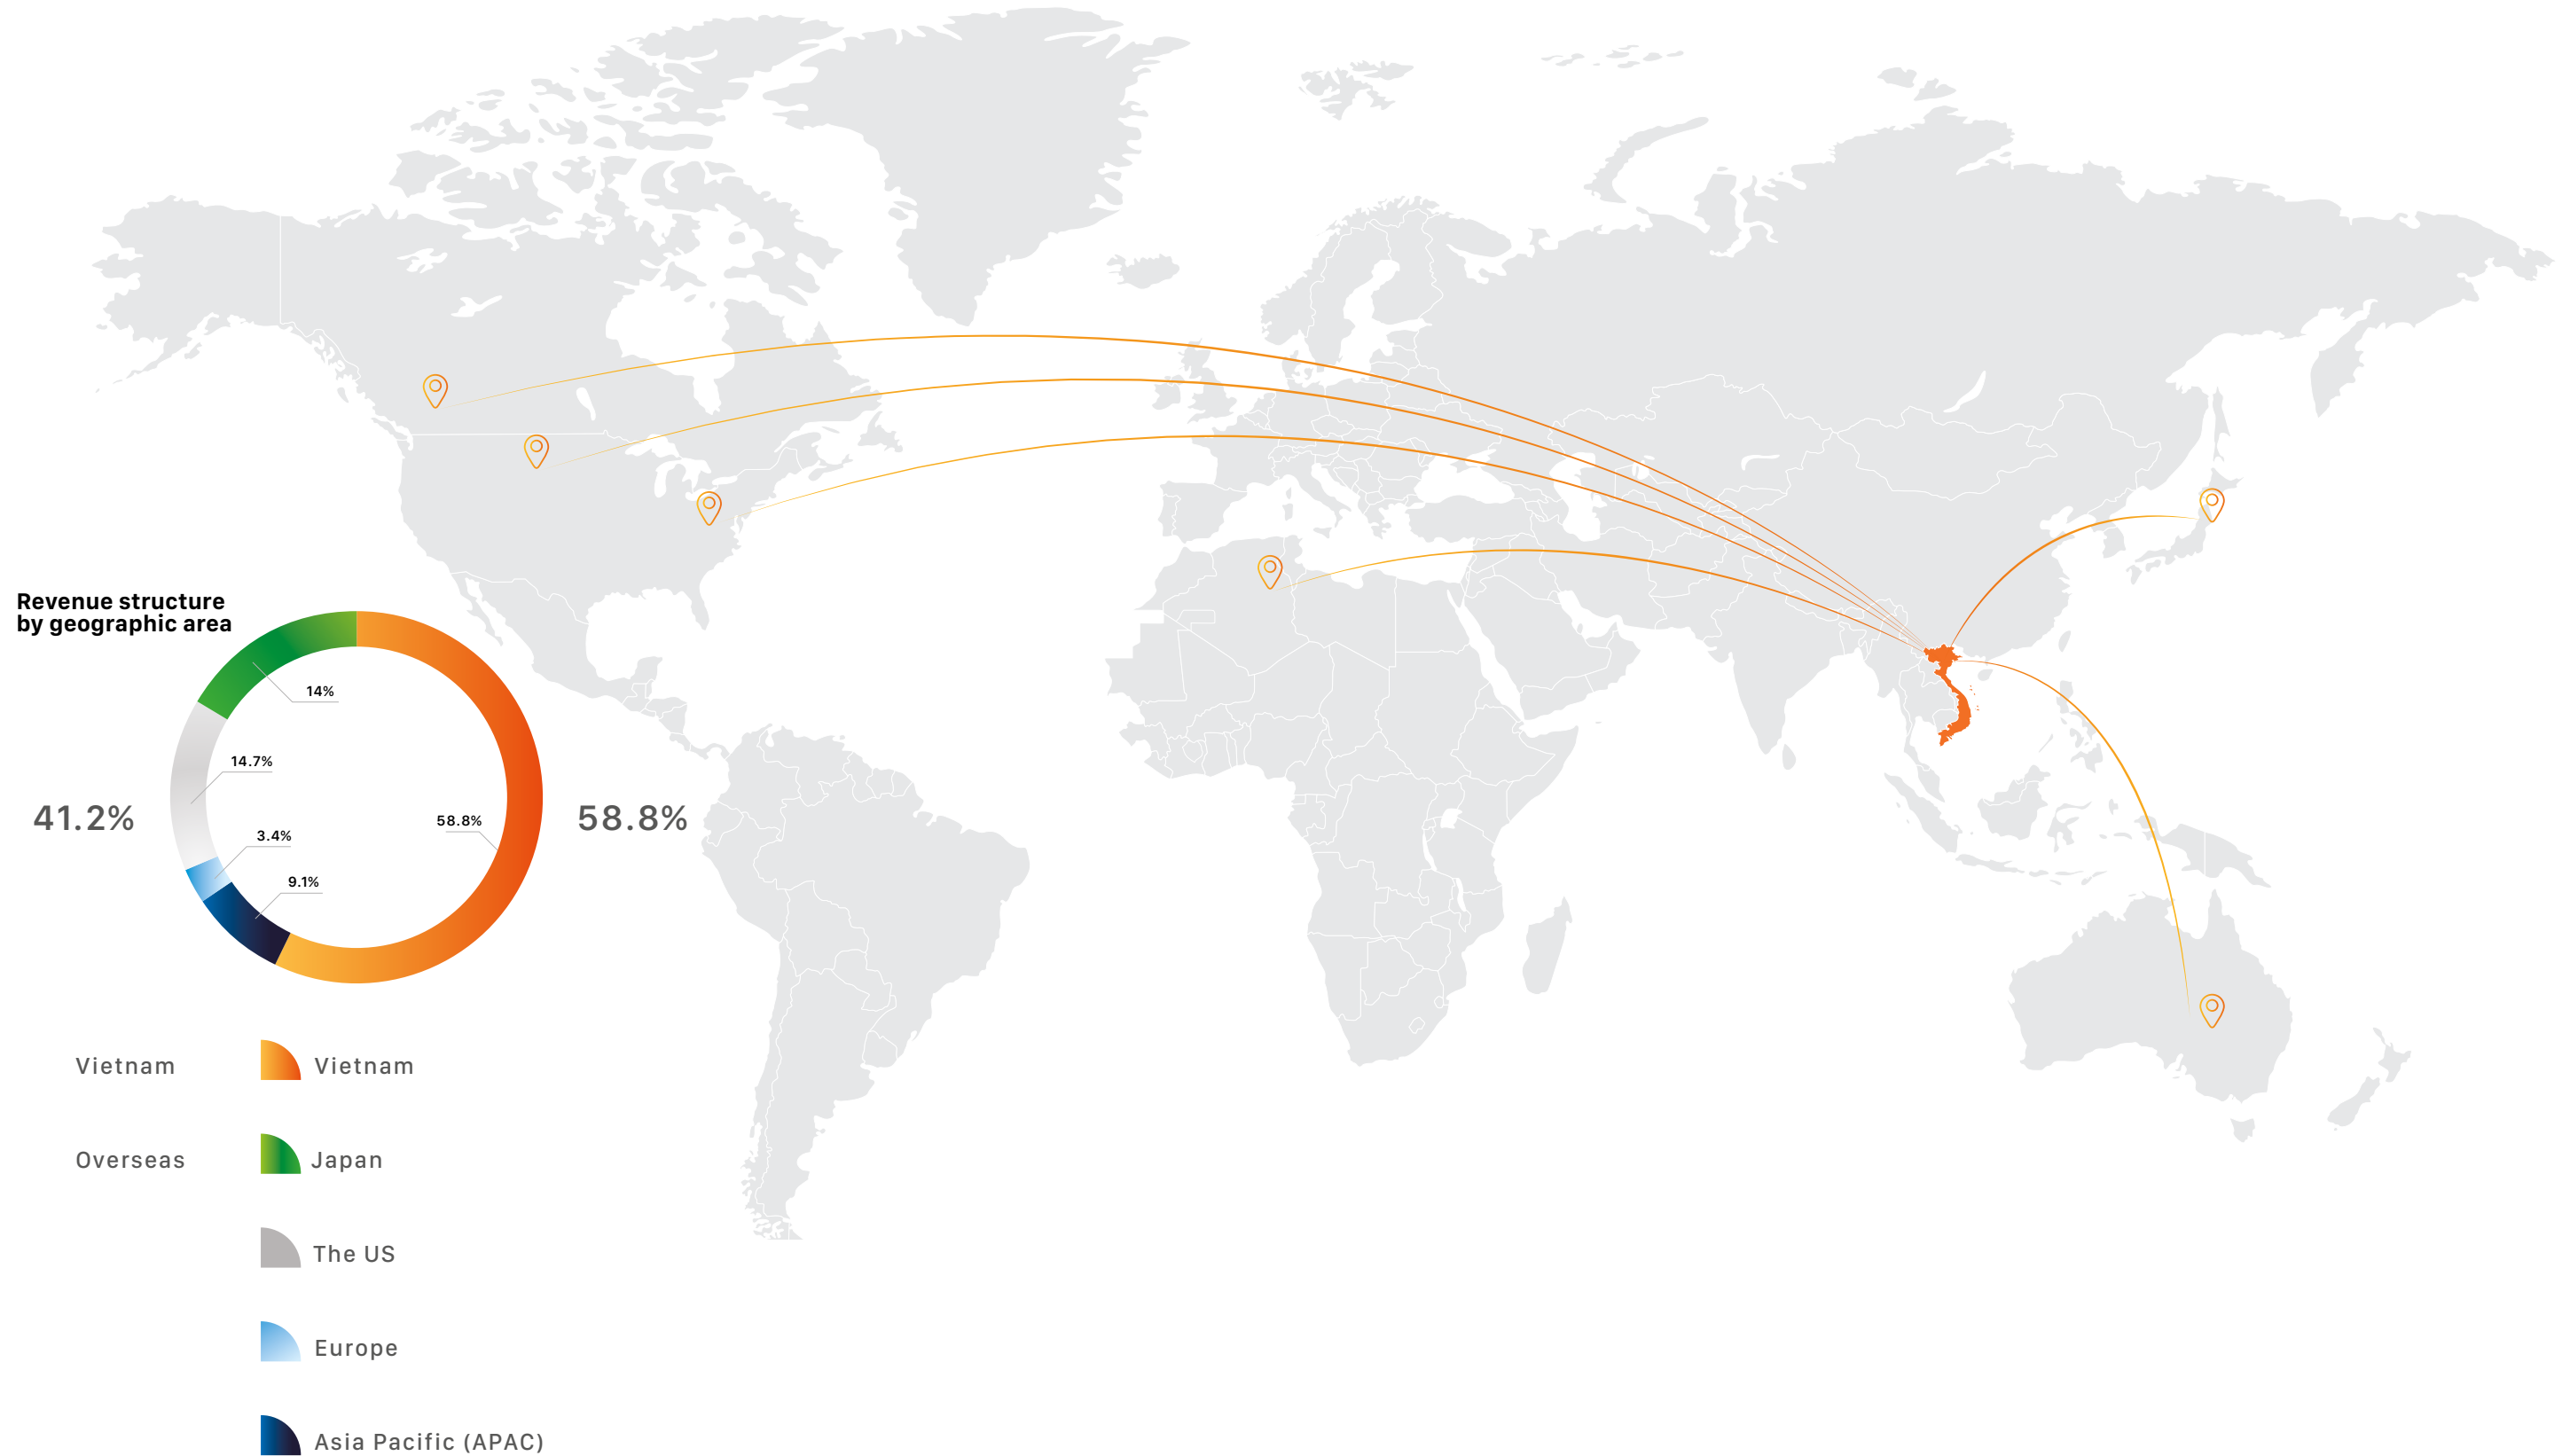 Revenue structure
by geographic area
14%
14.7%
41.2%
58.8%
58.8%
3.4%
9.1%
Vietnam
Vietnam
Overseas
Japan
The US
Europe
Asia Pacific (APAC)